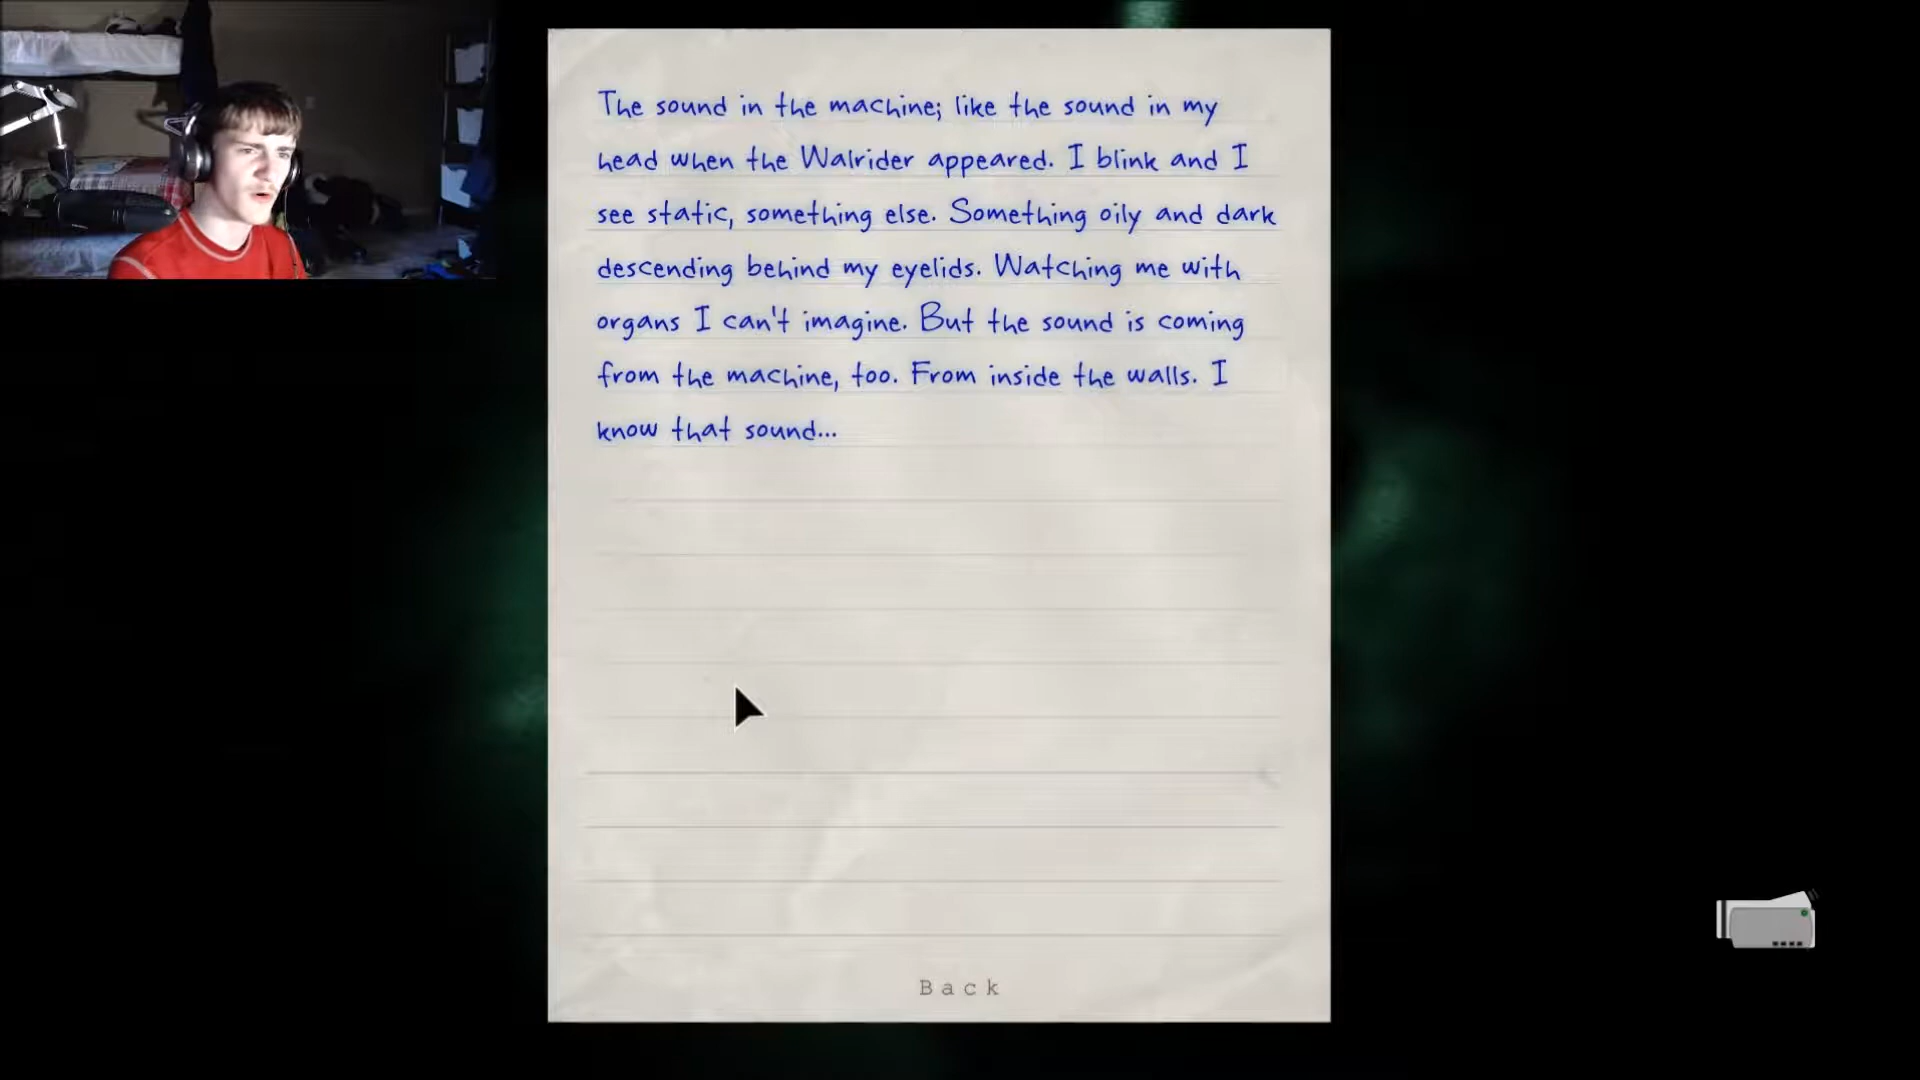 The sound in the machine; like the sound in my
head when the Walrider appeared. I blink and I
see static, something else. Something oily and dark
descending behind my eyelids. Watching me with
organs I can't imagine. But the sound is coming
from the machine, too. From inside the walls. I
know that sound...
Back